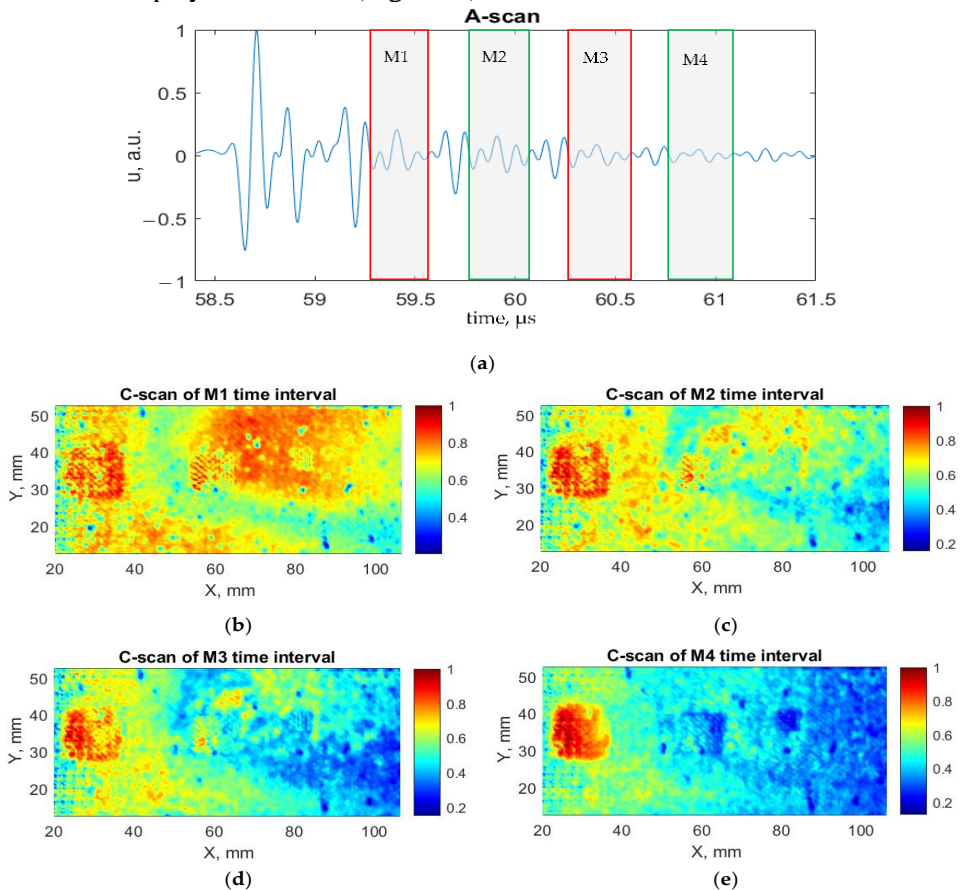 A-scan
M1 M2 M3 M4
1
0.5
0
−0.5
−1
u, a.u.
58.5 59 59.5 60 60.5 61 61.5
time, µs
(a)
C-scan of M1 time interval
50
40
30
20
Y, mm
20 40 60 80 100
X, mm
1
0.8
0.6
0.4
(b)
C-scan of M2 time interval
50
40
30
20
Y, mm
20 40 60 80 100
X, mm
1
0.8
0.6
0.4
0.2
(c)
C-scan of M3 time interval
50
40
30
20
Y, mm
20 40 60 80 100
X, mm
1
0.8
0.6
0.4
0.2
(d)
C-scan of M4 time interval
50
40
30
20
Y, mm
20 40 60 80 100
X, mm
1
0.8
0.6
0.4
0.2
(e)